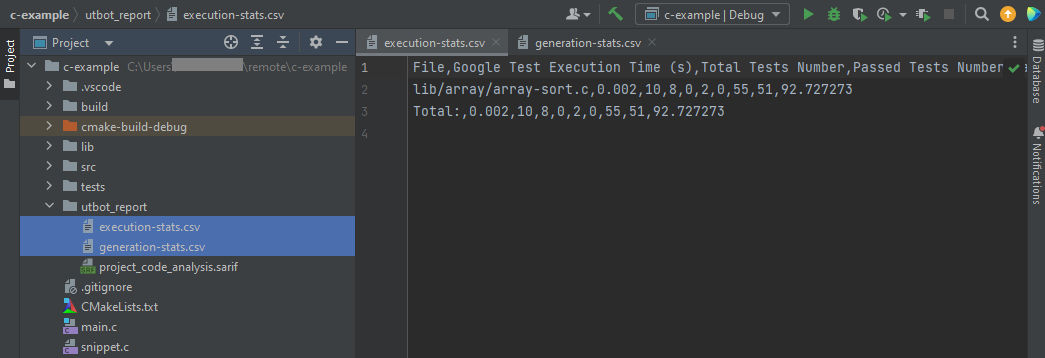 c-example utbot_report execution-stats.csv
c-example | Debug
Project
Project
execution-stats.csv
generation-stats.csv
c-example C:\Users \remote\c-example
.vscode
build
cmake-build-debug
lib
src
tests
utbot_report
execution-stats.csv
generation-stats.csv
project_code_analysis.sarif
.gitignore
CMakeLists.txt
main.c
snippet.c
1 File,Google Test Execution Time (s),Total Tests Number,Passed Tests Number
2 lib/array/array-sort.c,0.002,10,8,0,2,0,55,51,92.727273
3 Total:,0.002,10,8,0,2,0,55,51,92.727273
4
Database
Notifications